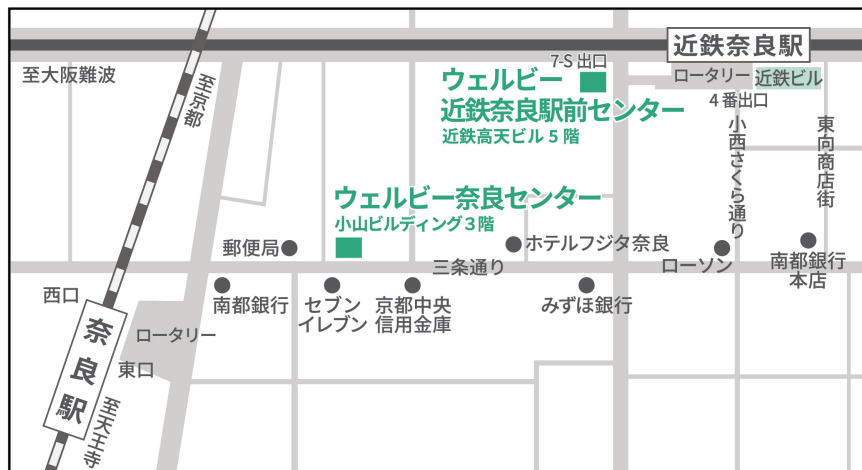 近鉄奈良駅
7-S 出口
至大阪難波
ロータリー
近鉄ビル
ウェルビー
近鉄奈良駅前センター
近鉄高天ビル 5 階
4 番出口
至京都
小西さくら通り
東向商店街
ウェルビー奈良センター
小山ビルディング3階
郵便局
ホテルフジタ奈良
三条通り
ローソン
南都銀行
本店
西口
南都銀行
セブン
イレブン
京都中央
信用金庫
みずほ銀行
ロータリー
奈良駅
東口
至天王寺